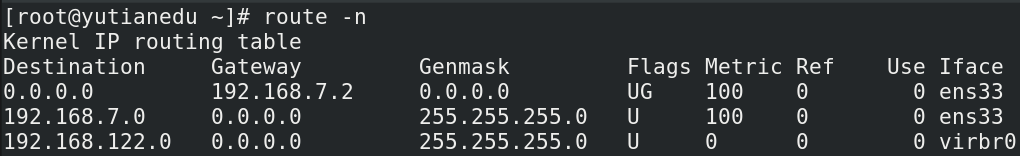 [root@yutianedu ~]# route -n
Kernel IP routing table
Destination     Gateway         Genmask         Flags Metric Ref    Use Iface
0.0.0.0         192.168.7.2     0.0.0.0         UG    100    0        0 ens33
192.168.7.0     0.0.0.0         255.255.255.0   U     100    0        0 ens33
192.168.122.0   0.0.0.0         255.255.255.0   U     0      0        0 virbr0